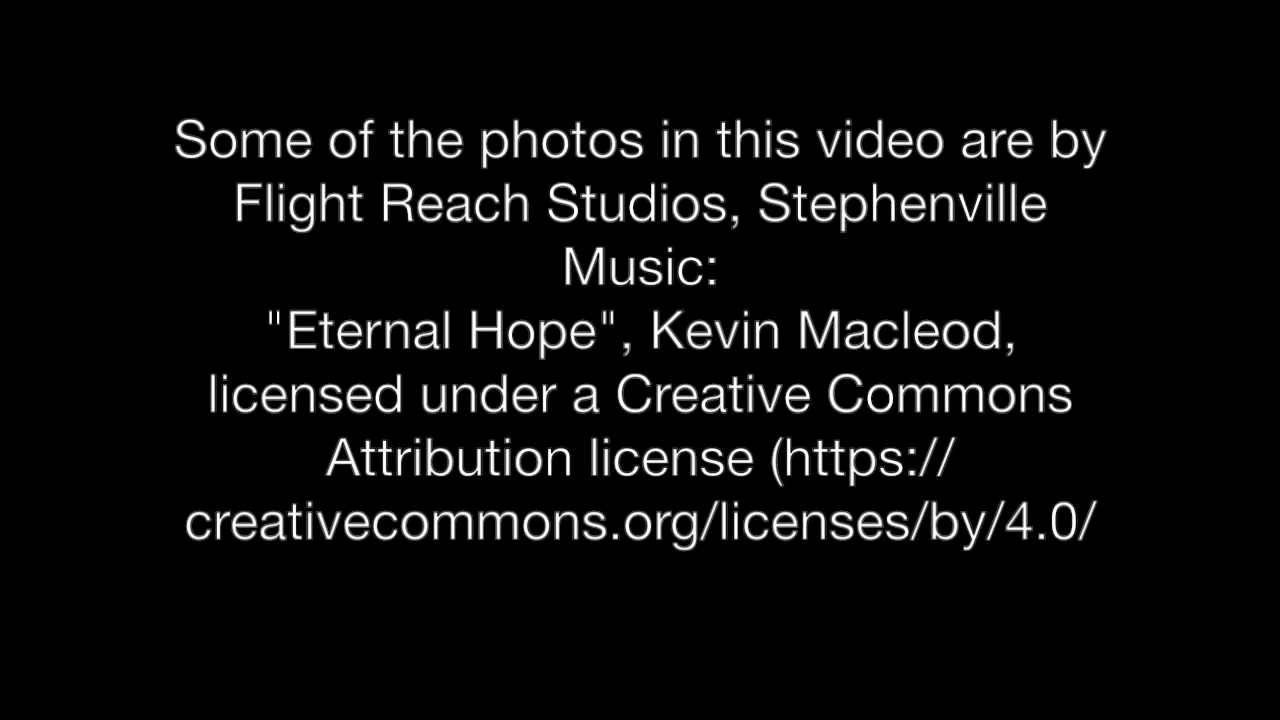 Some of the photos in this video are by
Flight Reach Studios, Stephenville
Music:
"Eternal Hope", Kevin Macleod,
licensed under a Creative Commons
Attribution license (https://
creativecommons.org/licenses/by/4.0/